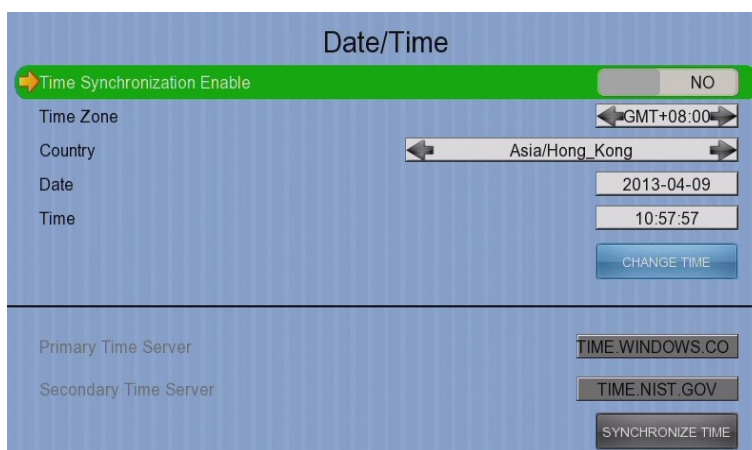 Date/Time
Time Synchronization Enable NO
Time Zone GMT+08:00
Country Asia/Hong_Kong
Date 2013-04-09
Time 10:57:57
CHANGE TIME
Primary Time Server TIME.WINDOWS.CO
Secondary Time Server TIME.NIST.GOV
SYNCHRONIZE TIME